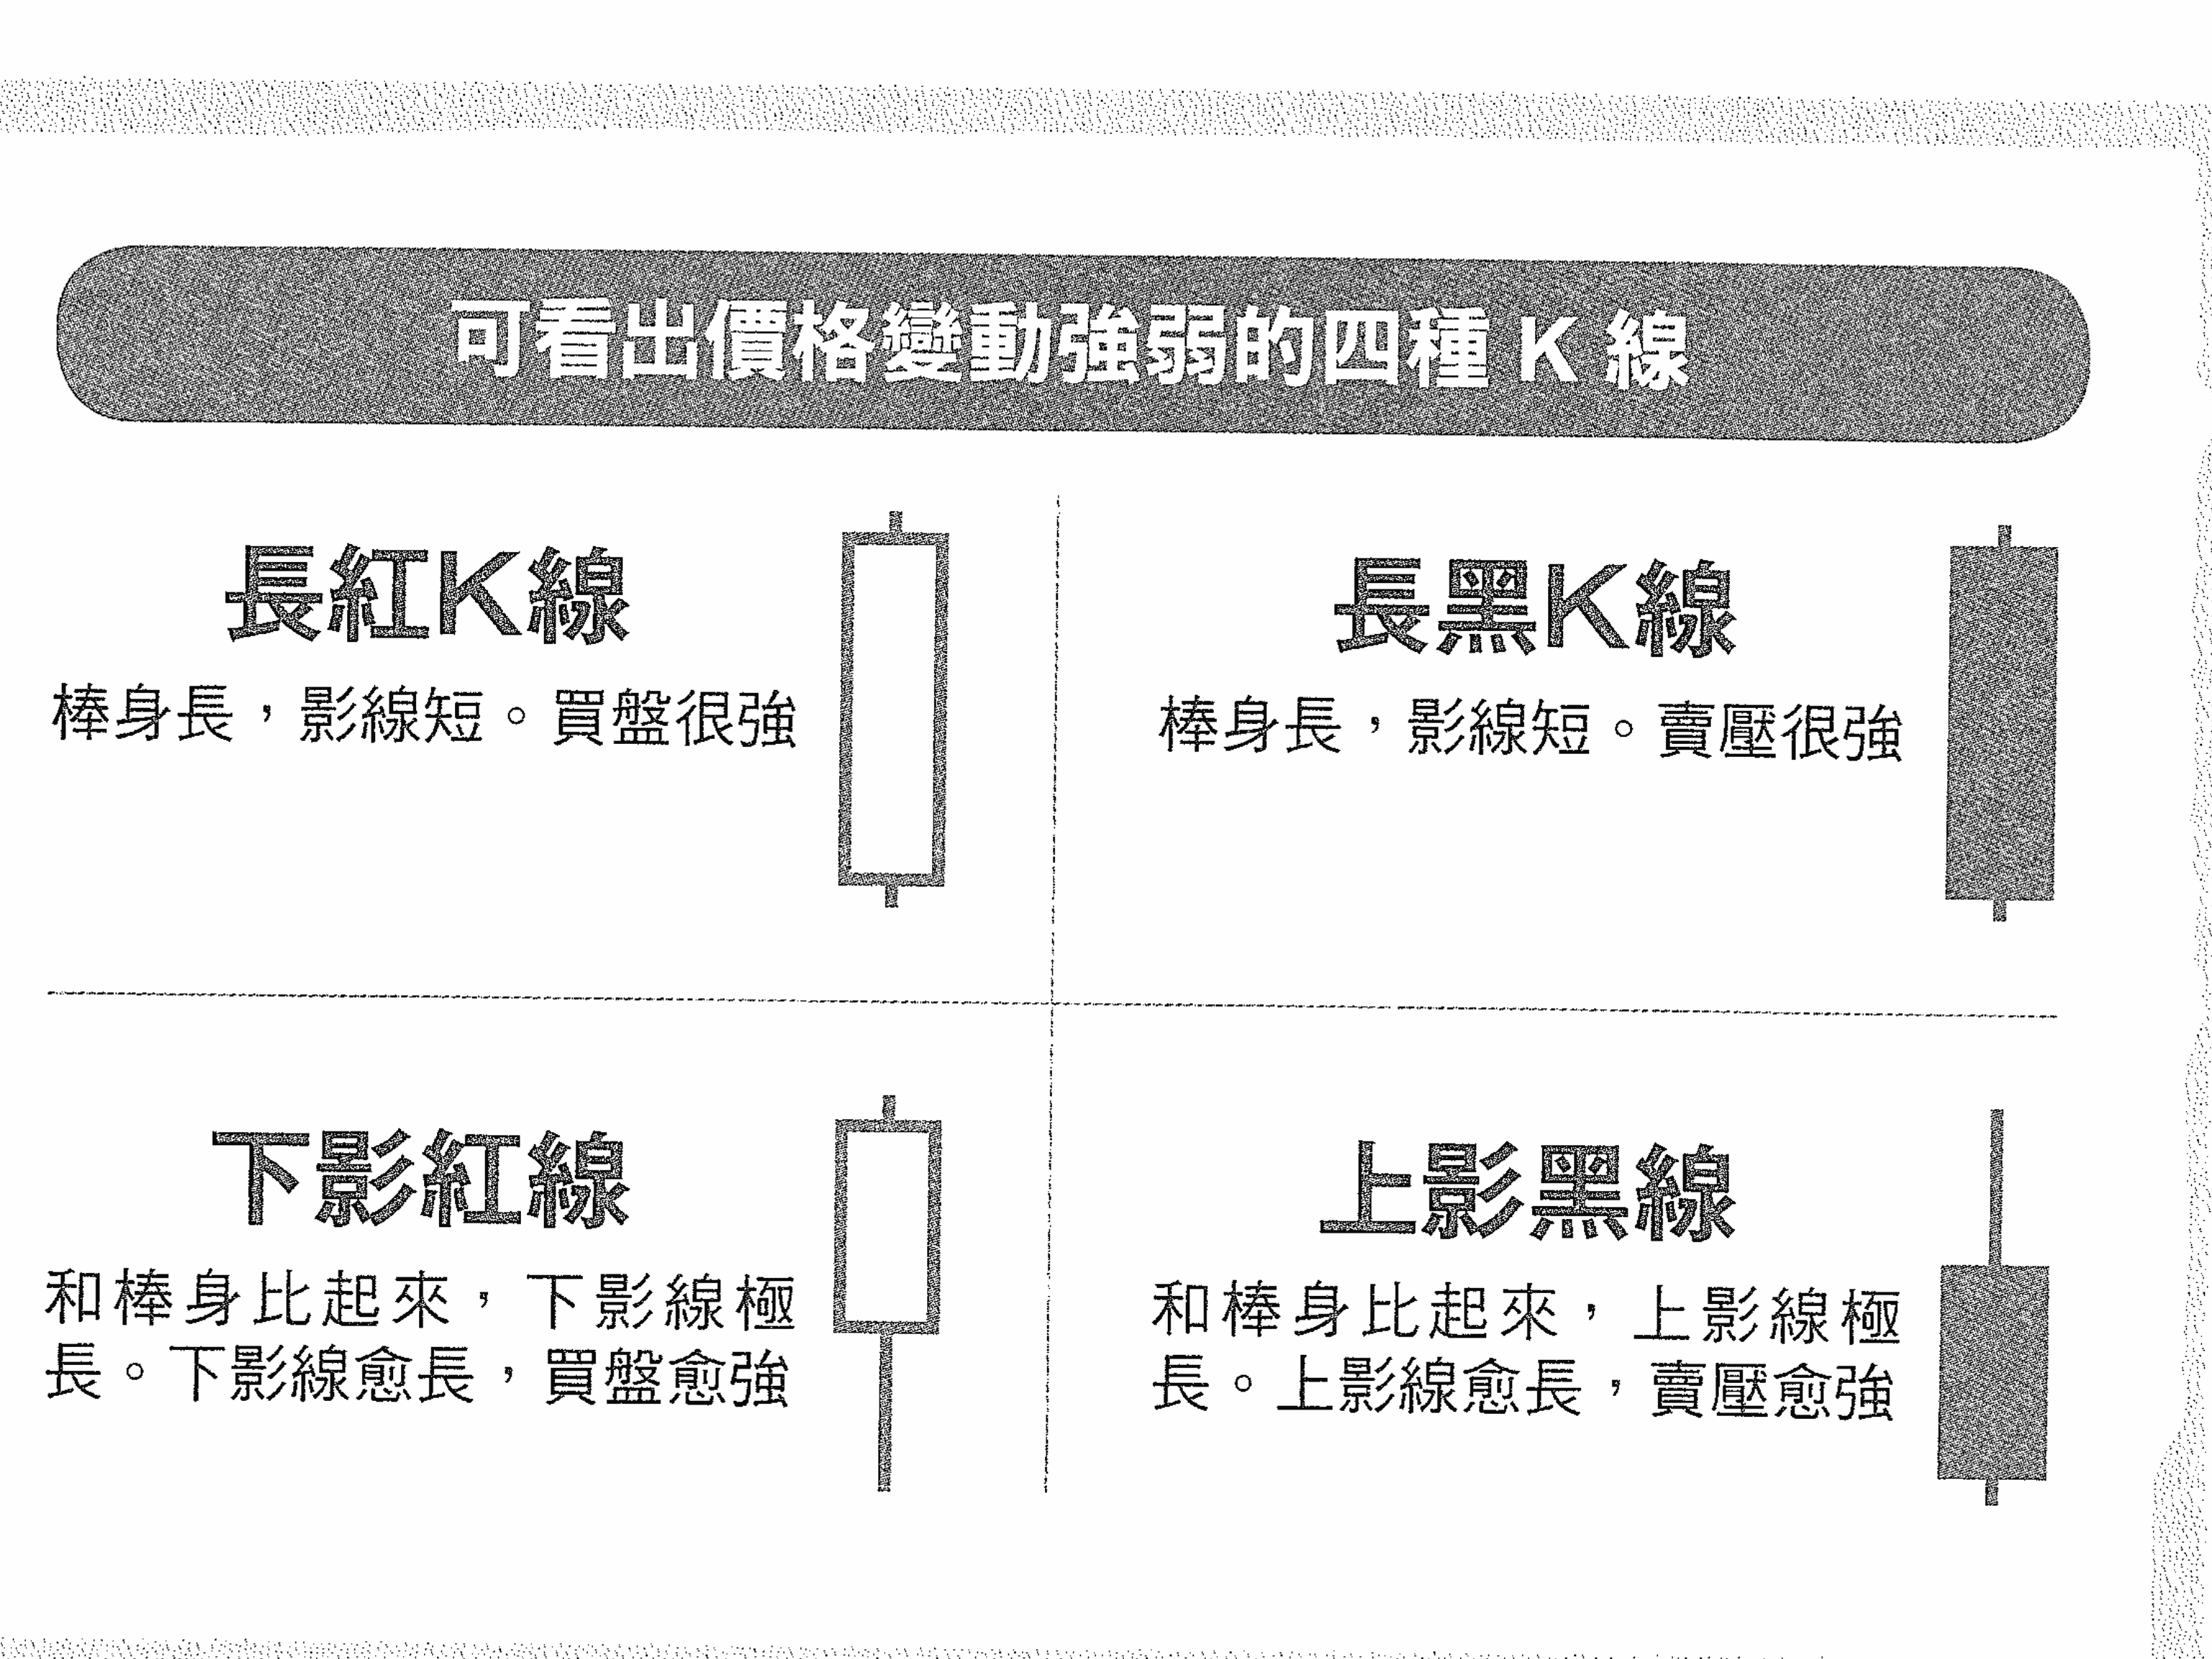 可看出價格變動強弱的四種 K 線
長紅K線
棒身長，影線短。買盤很強
長黑K線
棒身長，影線短。賣壓很強
下影紅線
和棒身比起來，下影線極
長。下影線愈長，買盤愈強
上影黑線
和棒身比起來，上影線極
長。上影線愈長，賣壓愈強